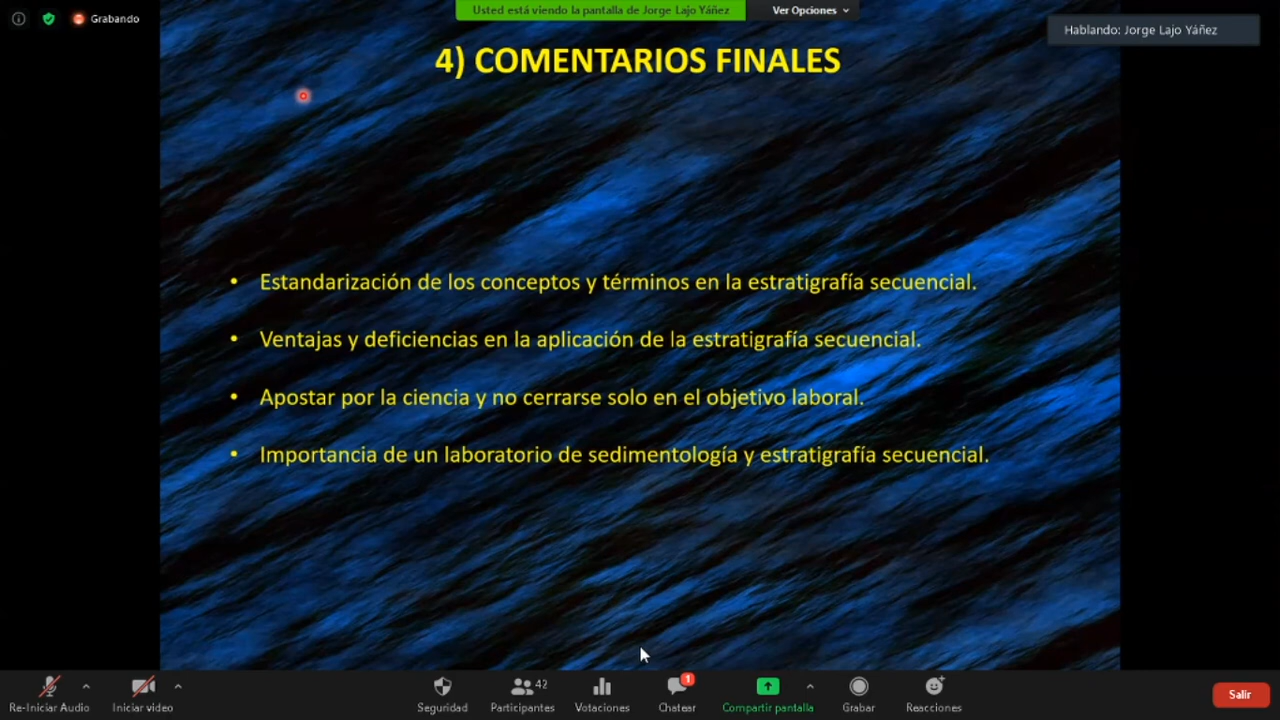 Grabando
Usted está viendo la pantalla de Jorge Lajo Yáñez
Ver Opciones
Hablando: Jorge Lajo Yáñez
4) COMENTARIOS FINALES
• Estandarización de los conceptos y términos en la estratigrafía secuencial.
• Ventajas y deficiencias en la aplicación de la estratigrafía secuencial.
• Apostar por la ciencia y no cerrarse solo en el objetivo laboral.
• Importancia de un laboratorio de sedimentología y estratigrafía secuencial.
42
1
Re-Iniciar Audio
Iniciar video
Seguridad
Participantes
Votaciones
Chatear
Compartir pantalla
Grabar
Reacciones
Salir